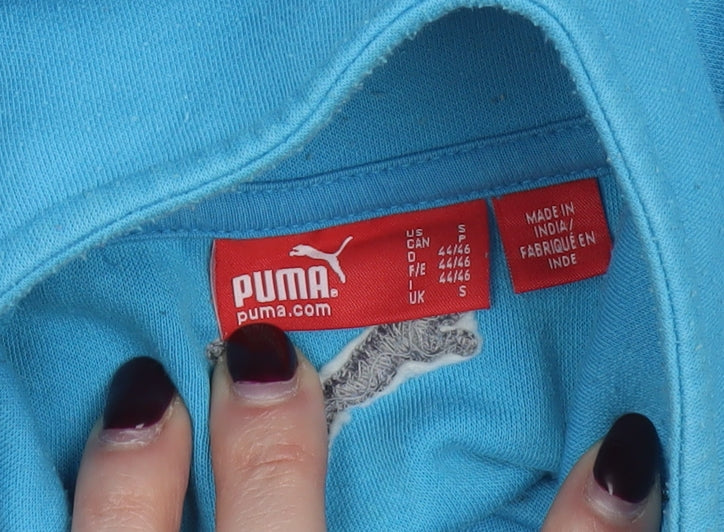 PUMA®
puma.com
US S
CAN P
D 44/46
F/E 44/46
I 44/46
UK S
MADE IN
INDIA /
FABRIQUÉ EN
INDE